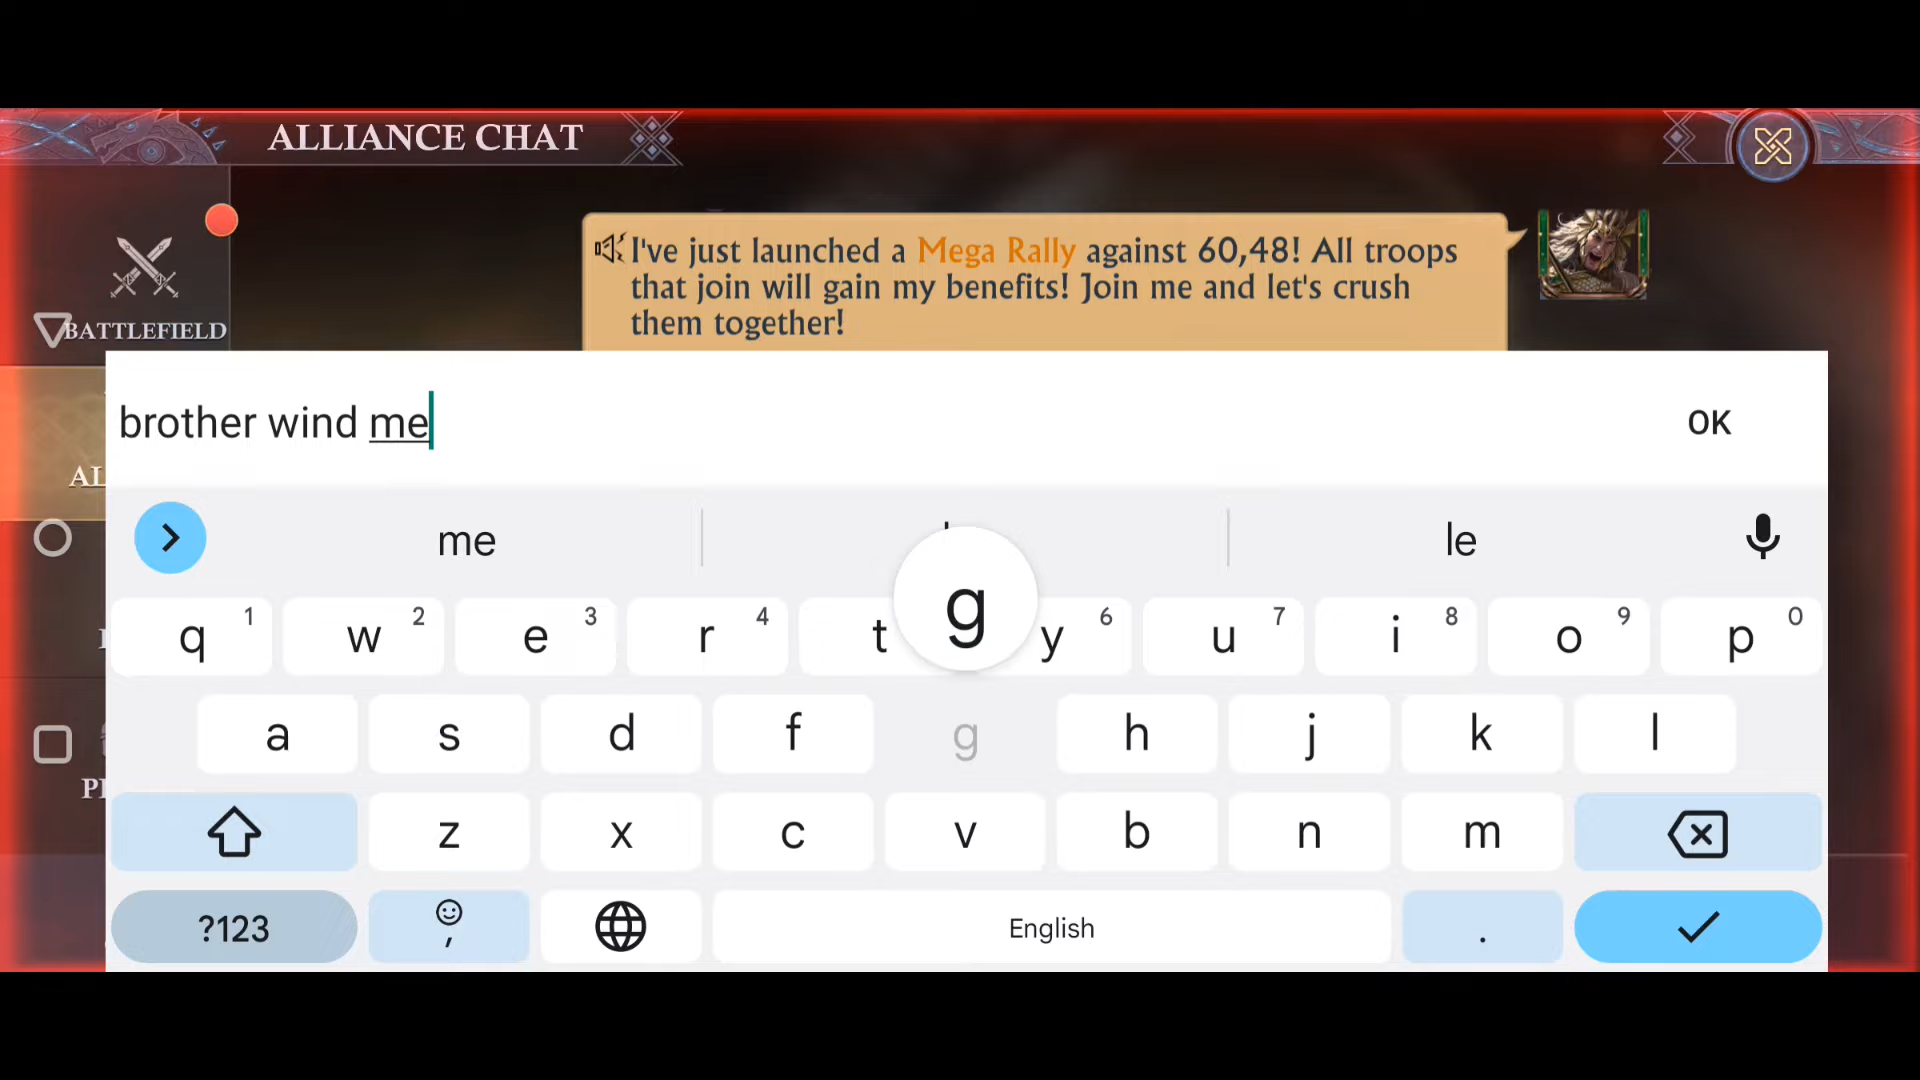 ALLIANCE CHAT
I've just launched a Mega Rally against 60,48! All troops
that join will gain my benefits! Join me and let's crush
them together!
BATTLEFIELD
brother wind me
OK
AL
me
le
q 1 w 2 e 3 r 4 t g y 6 u 7 i 8 o 9 p 0
a s d f g h j k l
PI
z x c v b n m
?123 , English .